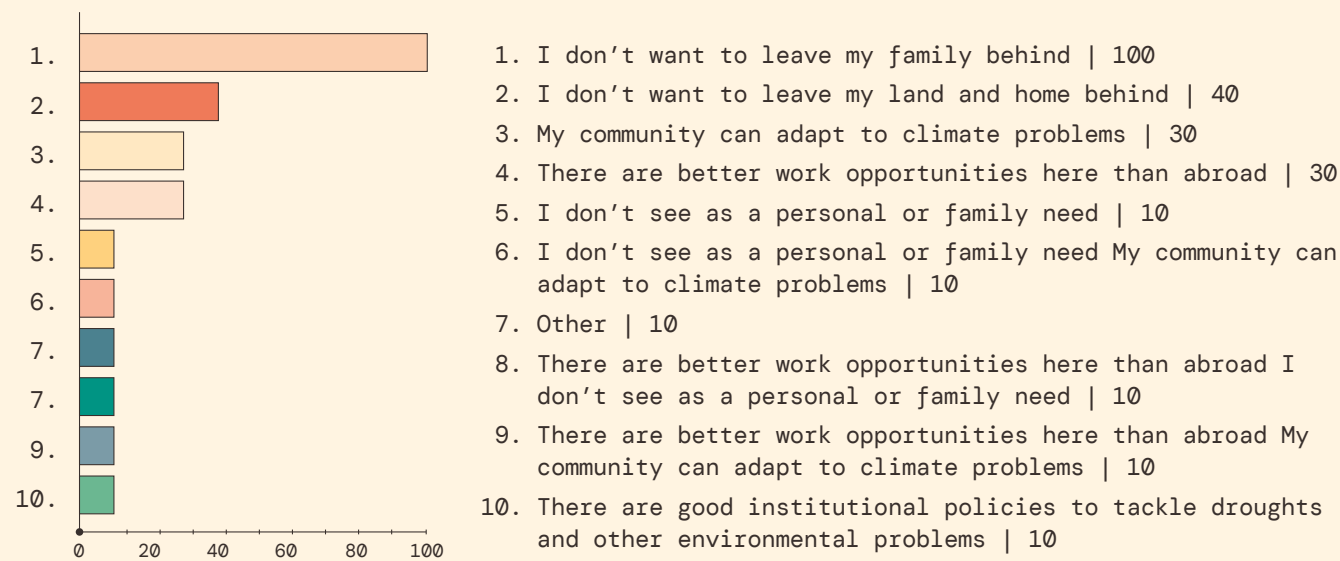 1.
2.
3.
4.
5.
6.
7.
7.
9.
10.
0 20 40 60 80 100
1. I don't want to leave my family behind | 100
2. I don't want to leave my land and home behind | 40
3. My community can adapt to climate problems | 30
4. There are better work opportunities here than abroad | 30
5. I don't see as a personal or family need | 10
6. I don't see as a personal or family need My community can
adapt to climate problems | 10
7. Other | 10
8. There are better work opportunities here than abroad I
don't see as a personal or family need | 10
9. There are better work opportunities here than abroad My
community can adapt to climate problems | 10
10. There are good institutional policies to tackle droughts
and other environmental problems | 10